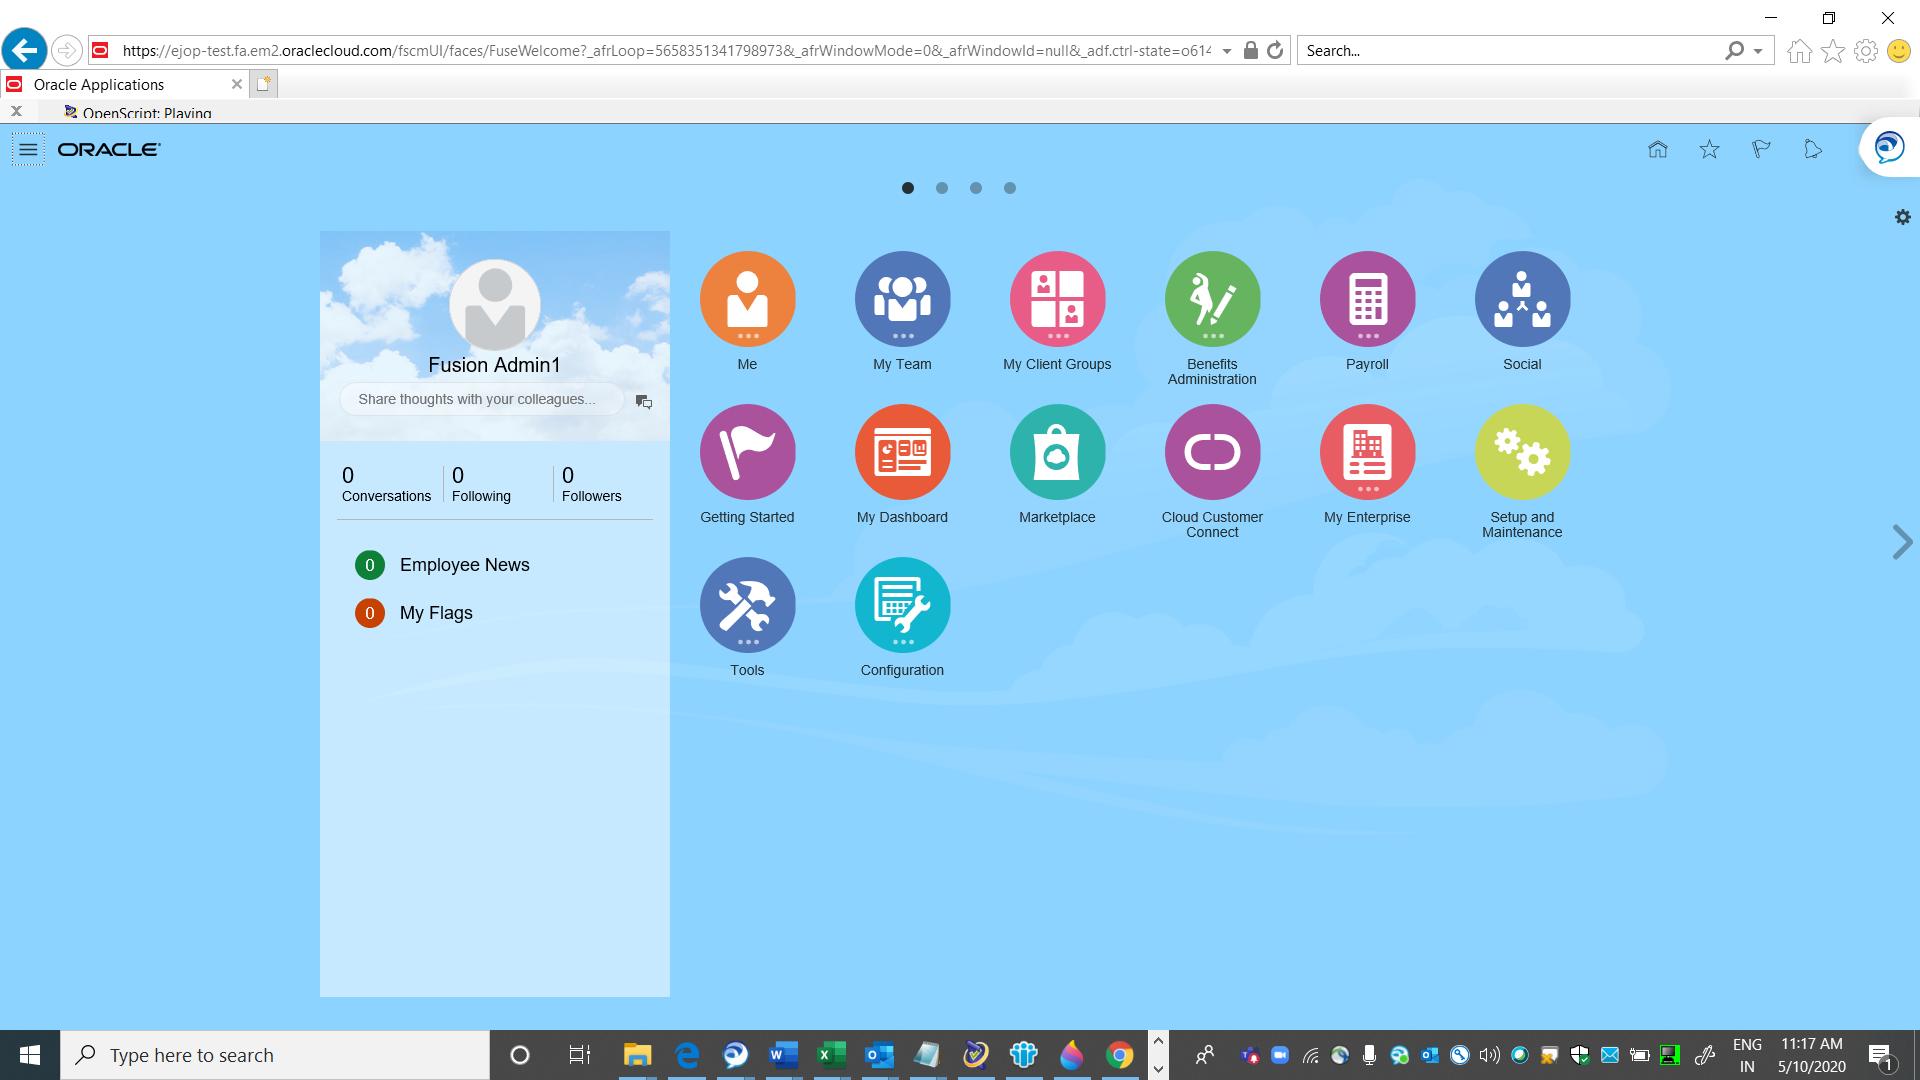 https://ejop-test.fa.em2.oraclecloud.com/fscmUI/faces/FuseWelcome?_afrLoop=5658351341798973&_afrWindowMode=0&_afrWindowId=null&_adf.ctrl-state=o614
Search...
Oracle Applications
OpenScript: Playing
ORACLE
Fusion Admin1
Share thoughts with your colleagues...
0
Conversations
0
Following
0
Followers
0 Employee News
0 My Flags
Me
My Team
My Client Groups
Benefits
Administration
Payroll
Social
Getting Started
My Dashboard
Marketplace
Cloud Customer
Connect
My Enterprise
Setup and
Maintenance
Tools
Configuration
Type here to search
ENG
IN
11:17 AM
5/10/2020
1